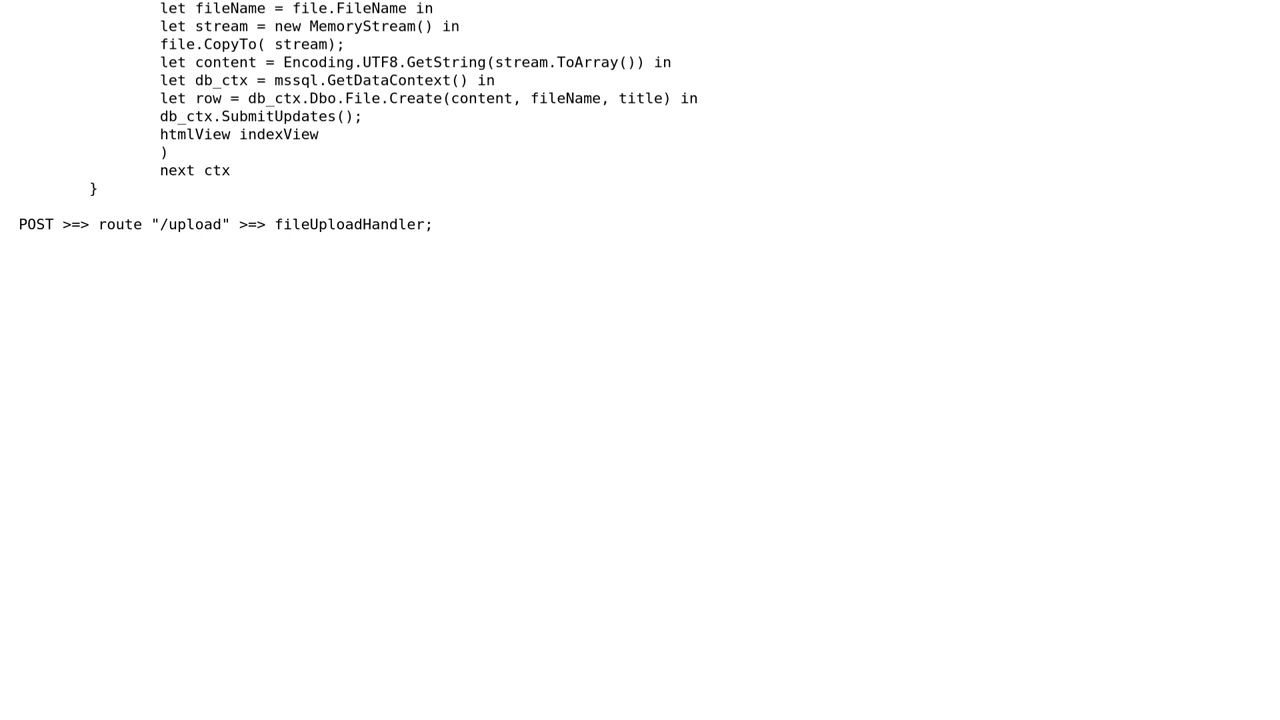 let fileName = file.FileName in
let stream = new MemoryStream() in
file.CopyTo( stream);
let content = Encoding.UTF8.GetString(stream.ToArray()) in
let db_ctx = mssql.GetDataContext() in
let row = db_ctx.Dbo.File.Create(content, fileName, title) in
db_ctx.SubmitUpdates();
htmlView indexView
)
next ctx
}
POST >=> route "/upload" >=> fileUploadHandler;